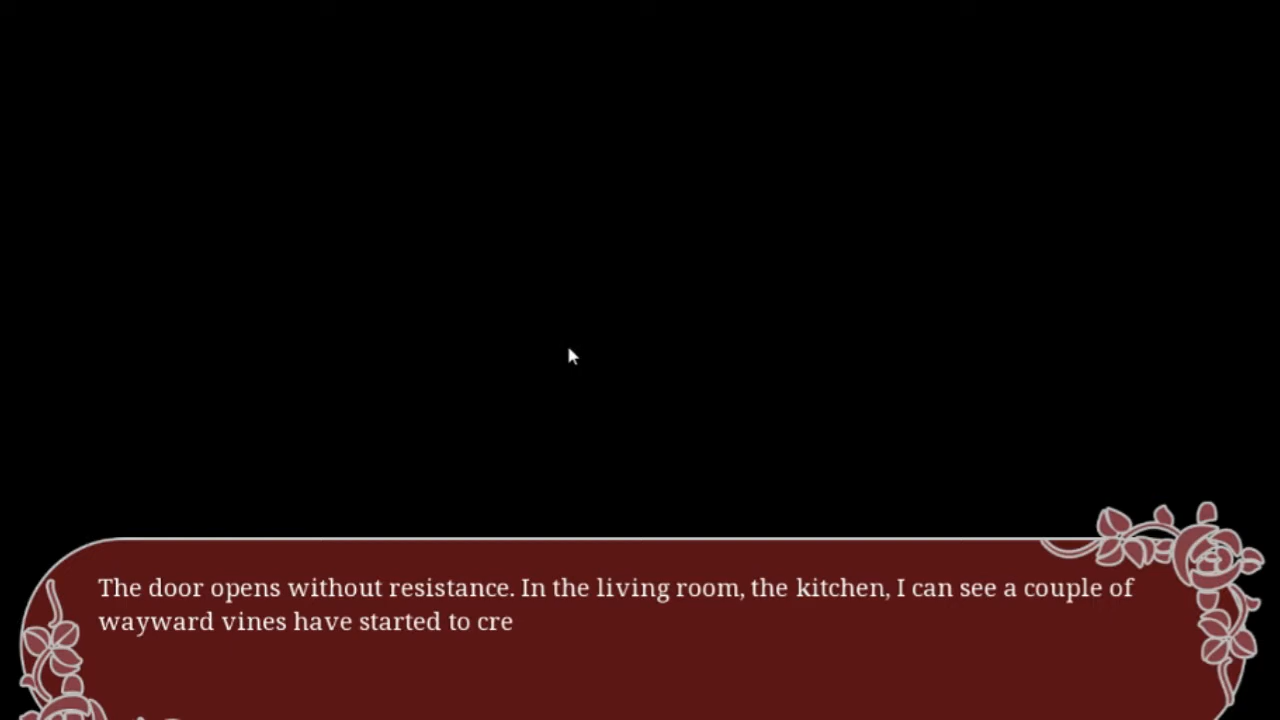 The door opens without resistance. In the living room, the kitchen, I can see a couple of
wayward vines have started to cre